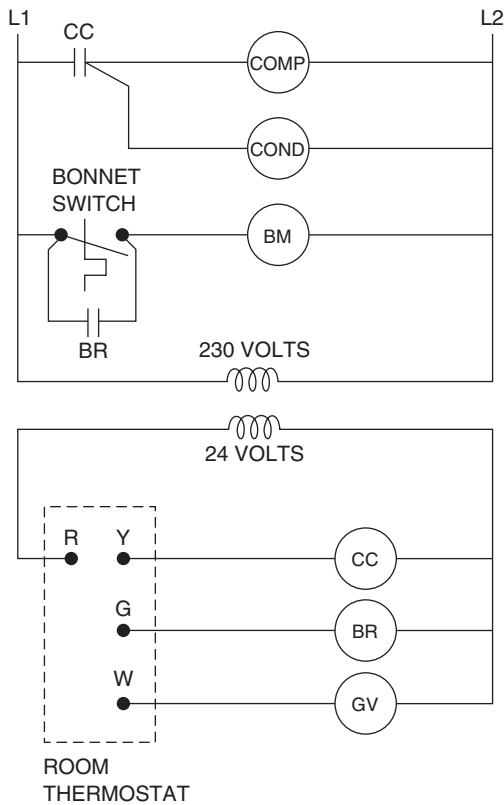 L1
L2
CC
COMP
COND
BONNET
SWITCH
BM
BR
230 VOLTS
24 VOLTS
R
Y
CC
G
BR
W
GV
ROOM
THERMOSTAT